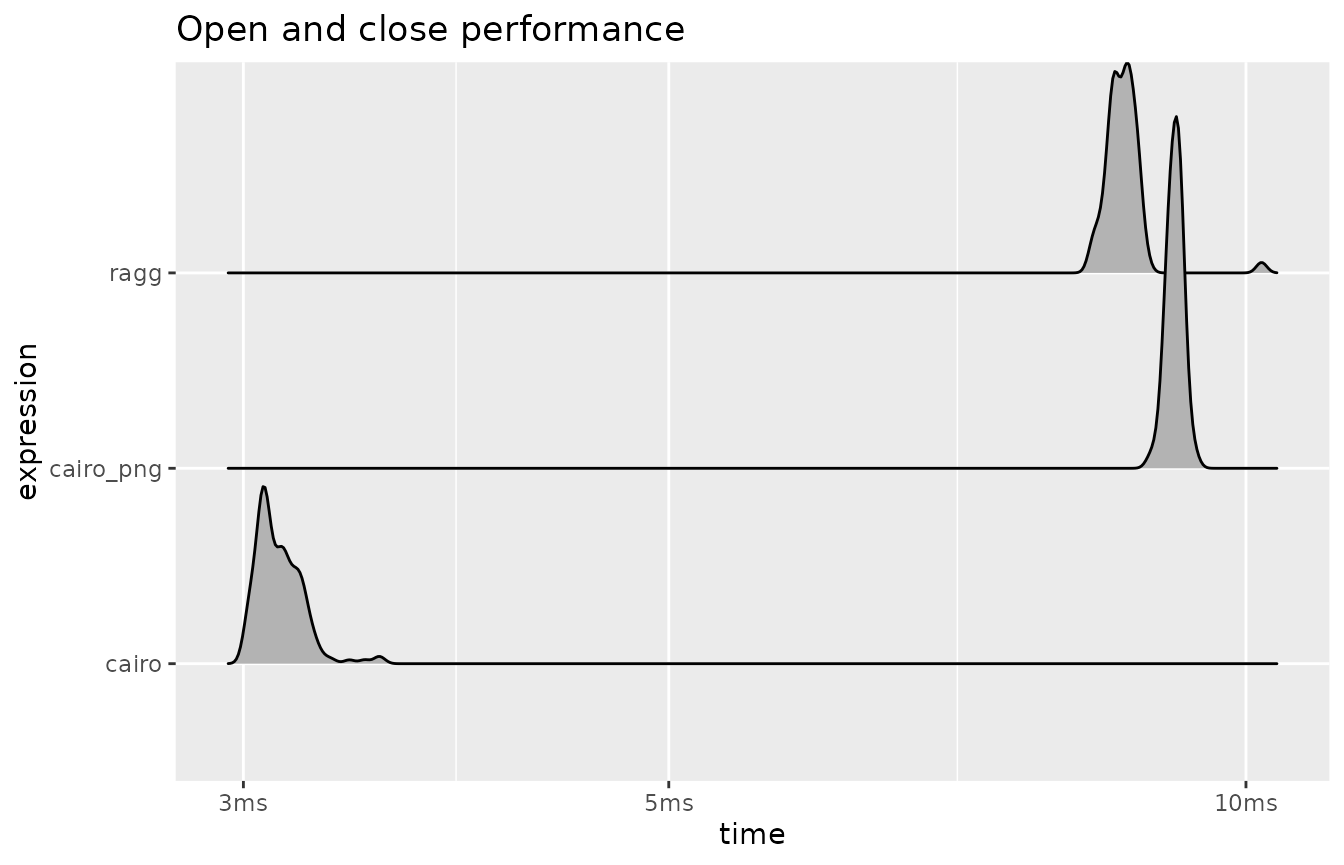 Open and close performance
ragg
cairo_png
cairo
expression
3ms
5ms
10ms
time